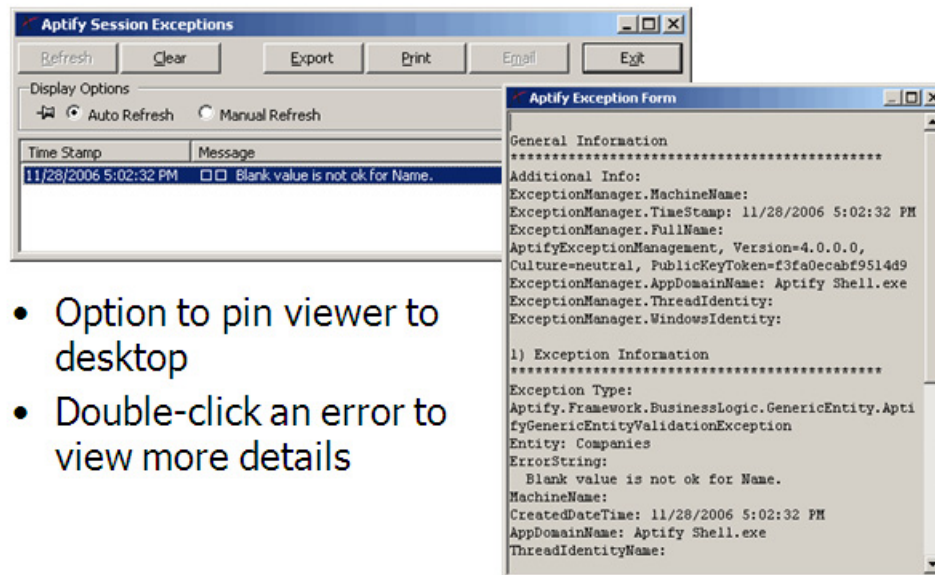 Aptify Session Exceptions
Refresh Clear Export Print Email Exit
Display Options
Auto Refresh Manual Refresh
Time Stamp Message
11/28/2006 5:02:32 PM Blank value is not ok for Name.
• Option to pin viewer to
desktop
• Double-click an error to
view more details
Aptify Exception Form
General Information
*********************************************
Additional Info:
ExceptionManager.MachineName:
ExceptionManager.TimeStamp: 11/28/2006 5:02:32 PM
ExceptionManager.FullName:
AptifyExceptionManagement, Version=4.0.0.0,
Culture=neutral, PublicKeyToken=f3fa0ecabf9514d9
ExceptionManager.AppDomainName: Aptify Shell.exe
ExceptionManager.ThreadIdentity:
ExceptionManager.WindowsIdentity:
1) Exception Information
*********************************************
Exception Type:
Aptify.Framework.BusinessLogic.GenericEntity.Apti
fyGenericEntityValidationException
Entity: Companies
ErrorString:
Blank value is not ok for Name.
MachineName:
CreatedDateTime: 11/28/2006 5:02:32 PM
AppDomainName: Aptify Shell.exe
ThreadIdentityName: